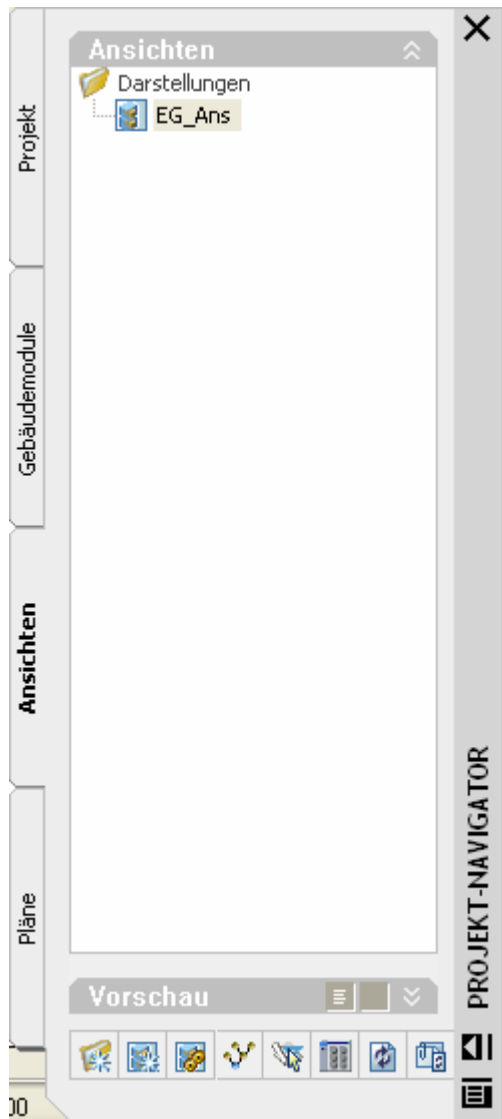 Projekt
Gebäudemodule
Ansichten
Pläne
Ansichten
Darstellungen
EG_Ans
Vorschau
PROJEKT-NAVIGATOR
00